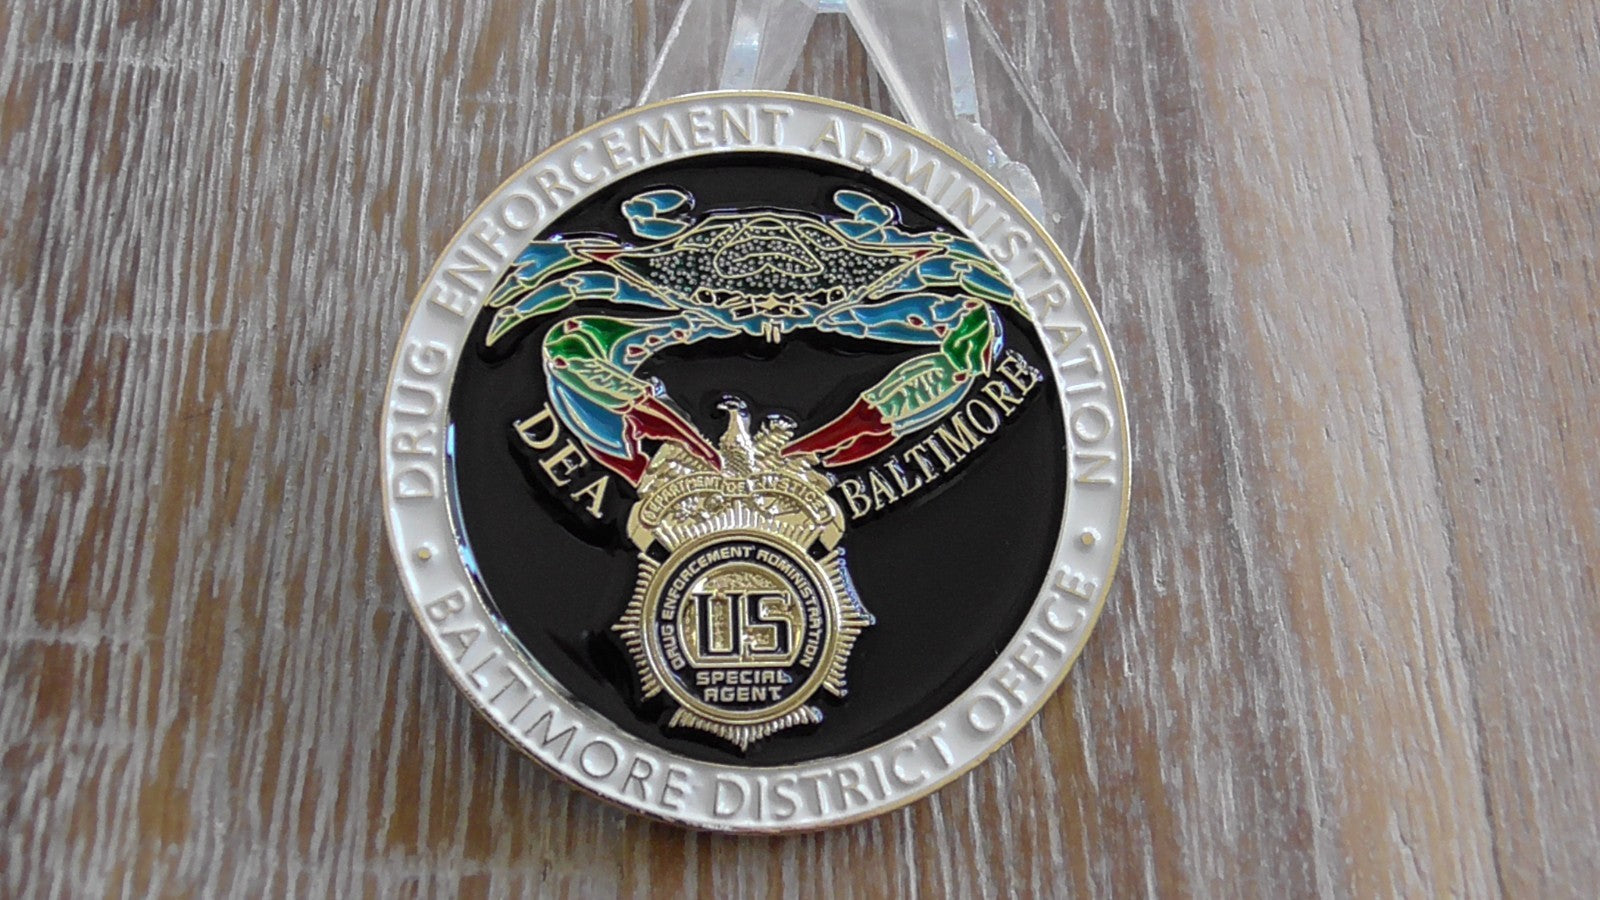 DRUG ENFORCEMENT ADMINISTRATION
DEA
BALTIMORE
DEPARTMENT OF JUSTICE
DRUG ENFORCEMENT ADMINISTRATION
US
SPECIAL
AGENT
BALTIMORE DISTRICT OFFICE